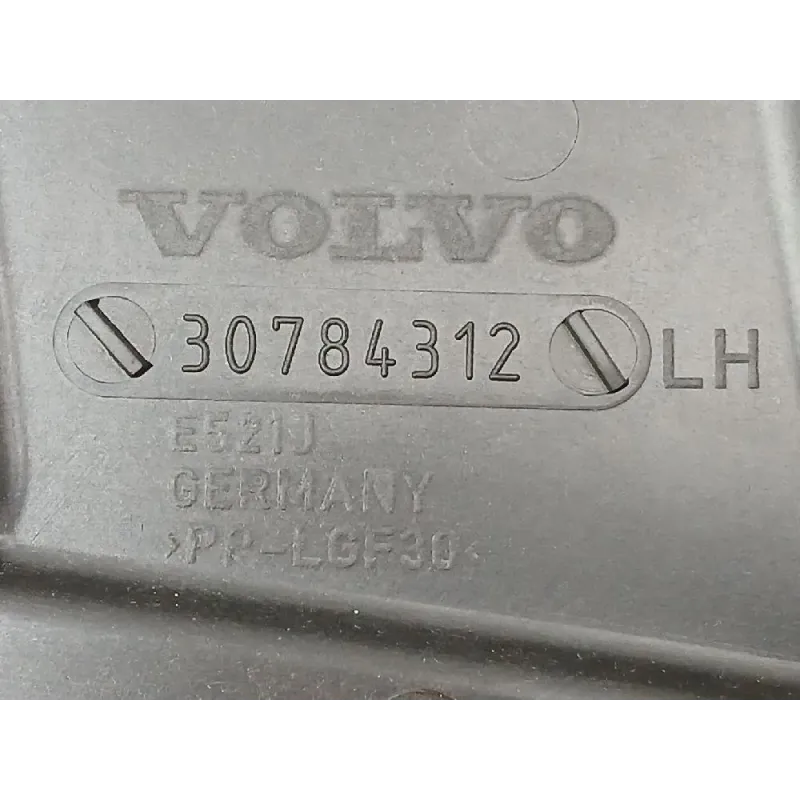 VOLVO
30784312 LH
E521J
GERMANY
>PP-LGF30<